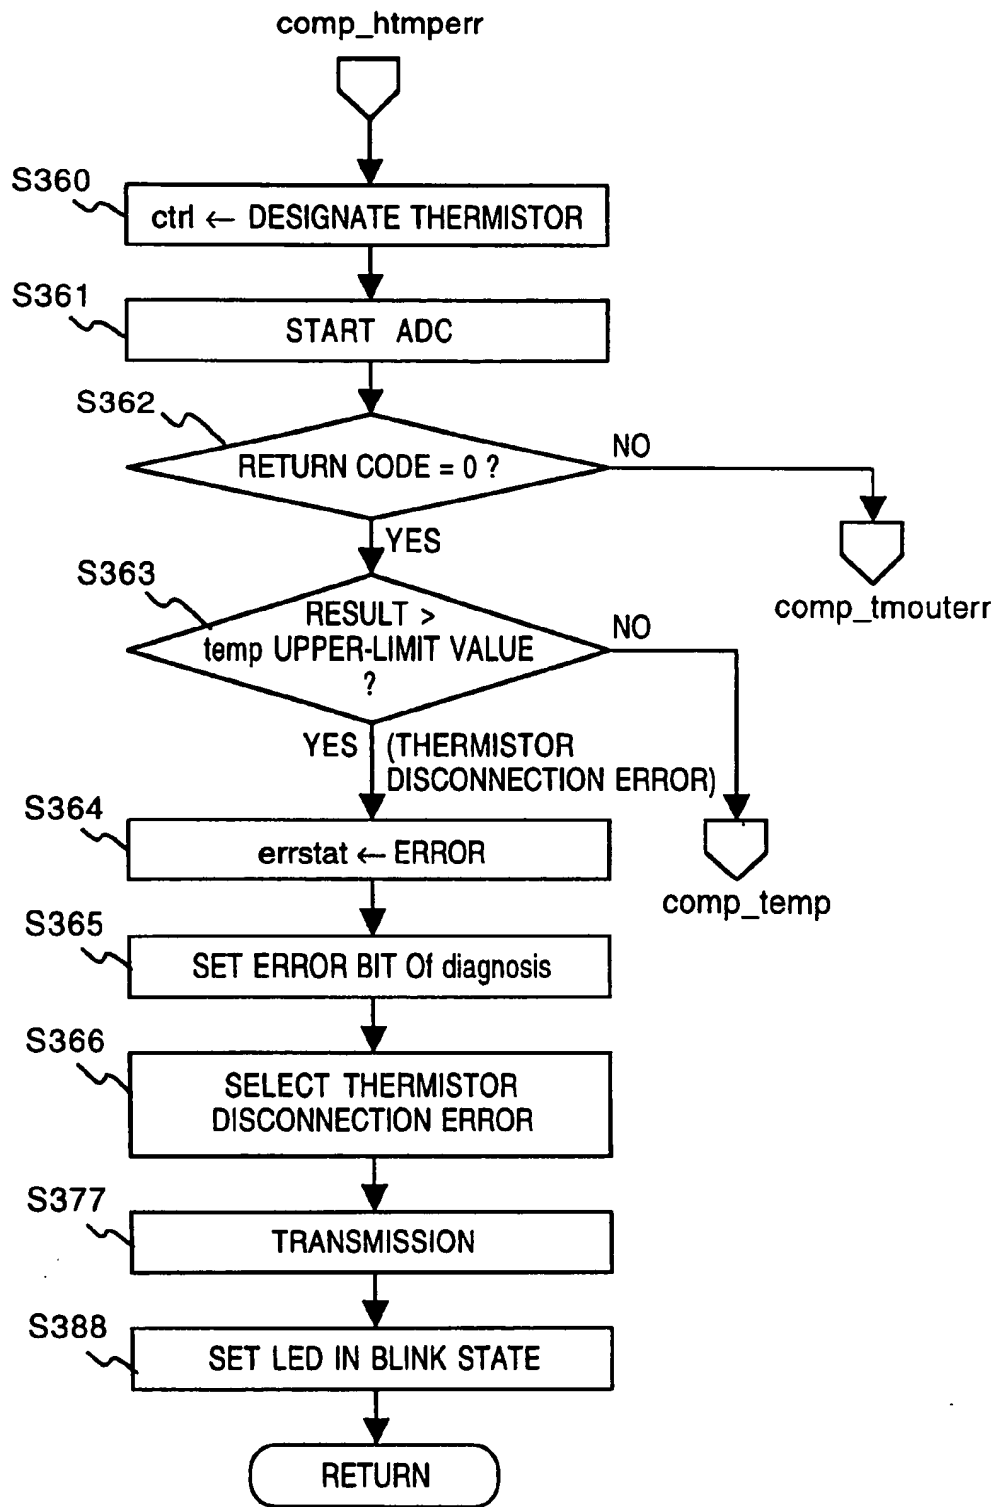 comp_htmperr
S360
ctrl ← DESIGNATE THERMISTOR
S361
START ADC
S362
RETURN CODE = 0 ?
NO
YES
comp_tmouterr
S363
RESULT >
temp UPPER-LIMIT VALUE
?
NO
YES (THERMISTOR
DISCONNECTION ERROR)
comp_temp
S364
errstat ← ERROR
S365
SET ERROR BIT Of diagnosis
S366
SELECT THERMISTOR
DISCONNECTION ERROR
S377
TRANSMISSION
S388
SET LED IN BLINK STATE
RETURN